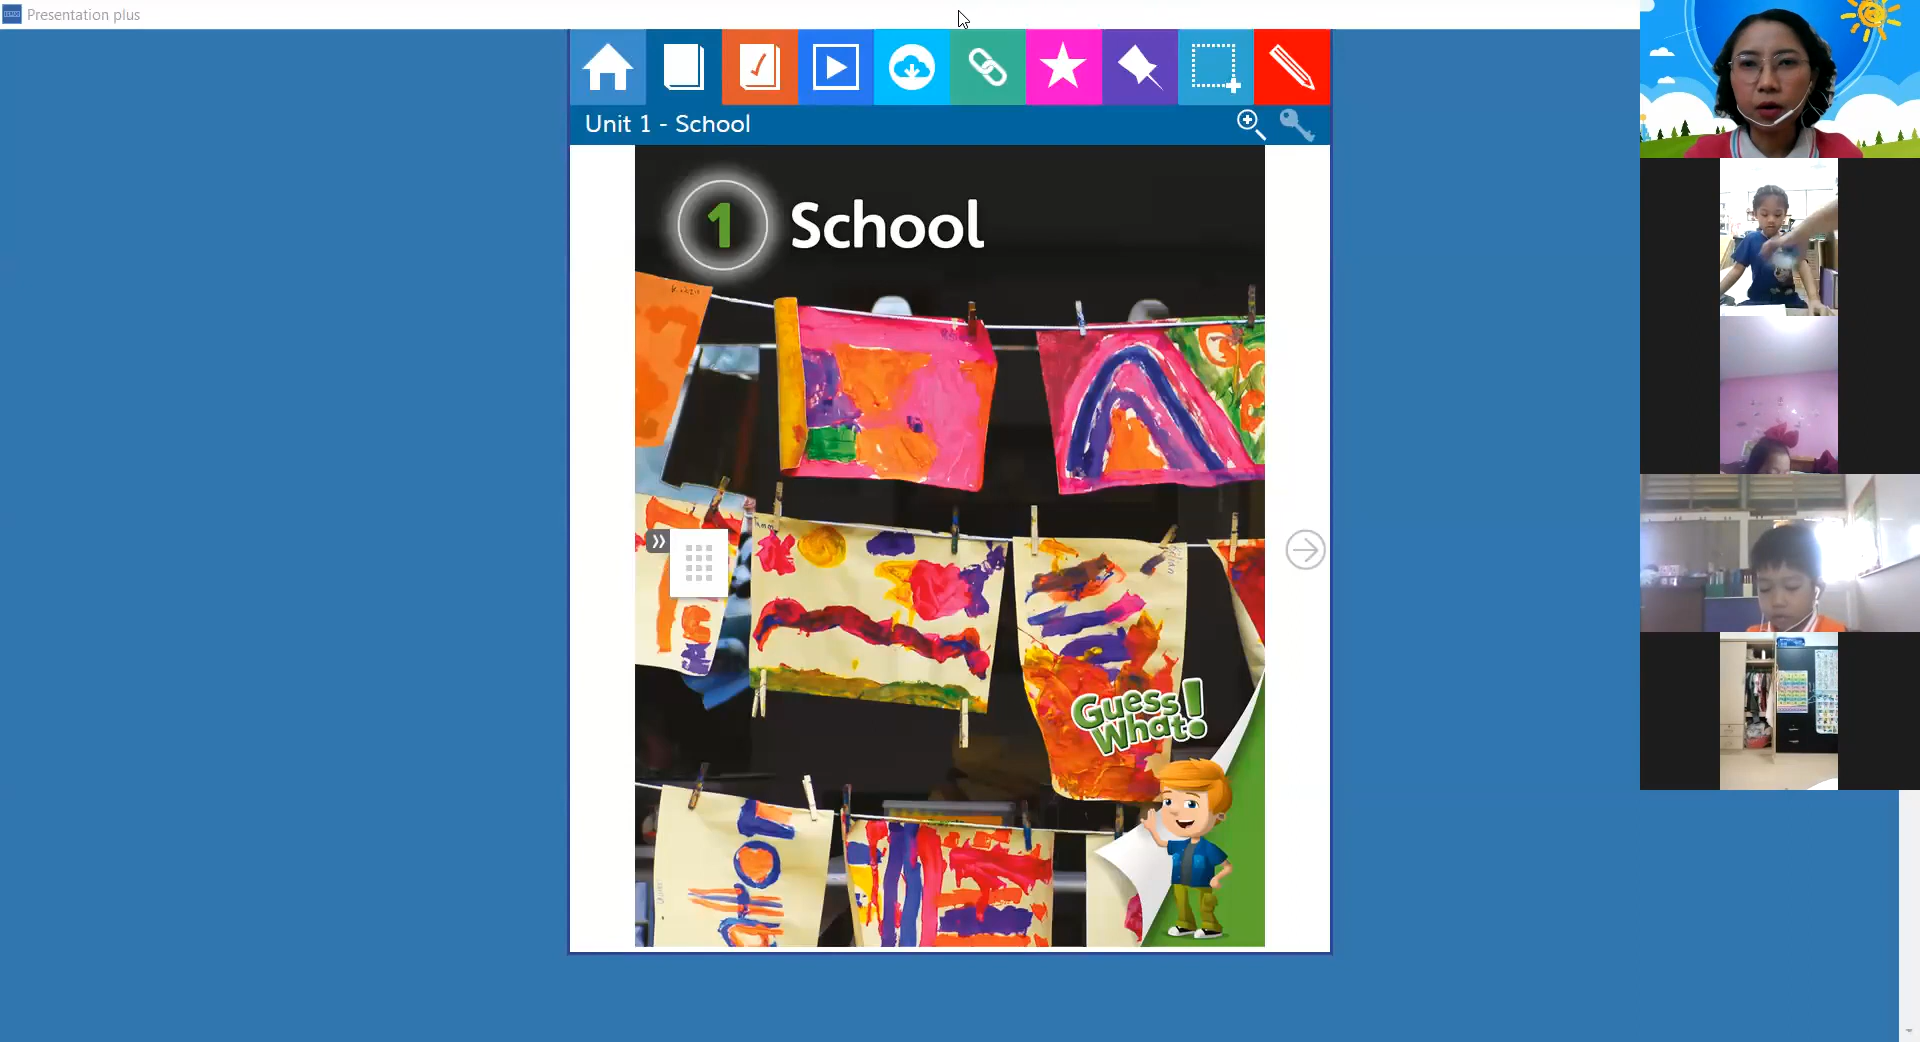 Presentation plus
Unit 1 - School
1 School
Guess
What!